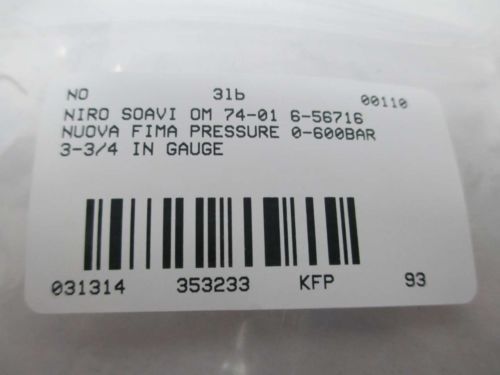 NO 3lb 00110
NIRO SOAVI OM 74-01 6-56716
NUOVA FIMA PRESSURE 0-600BAR
3-3/4 IN GAUGE
031314 353233 KFP 93